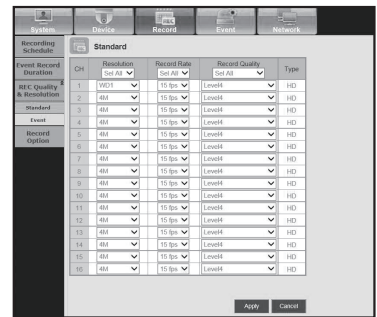 System Device Record Event Network
Recording Schedule
Event Record Duration
REC Quality & Resolution
Standard
Event
Record Option
Standard
CH Resolution Record Rate Record Quality Type
Sel All Sel All Sel All
1 WD1 15 fps Level4 HD
2 4M 15 fps Level4 HD
3 4M 15 fps Level4 HD
4 4M 15 fps Level4 HD
5 4M 15 fps Level4 HD
6 4M 15 fps Level4 HD
7 4M 15 fps Level4 HD
8 4M 15 fps Level4 HD
9 4M 15 fps Level4 HD
10 4M 15 fps Level4 HD
11 4M 15 fps Level4 HD
12 4M 15 fps Level4 HD
13 4M 15 fps Level4 HD
14 4M 15 fps Level4 HD
15 4M 15 fps Level4 HD
16 4M 15 fps Level4 HD
Apply Cancel